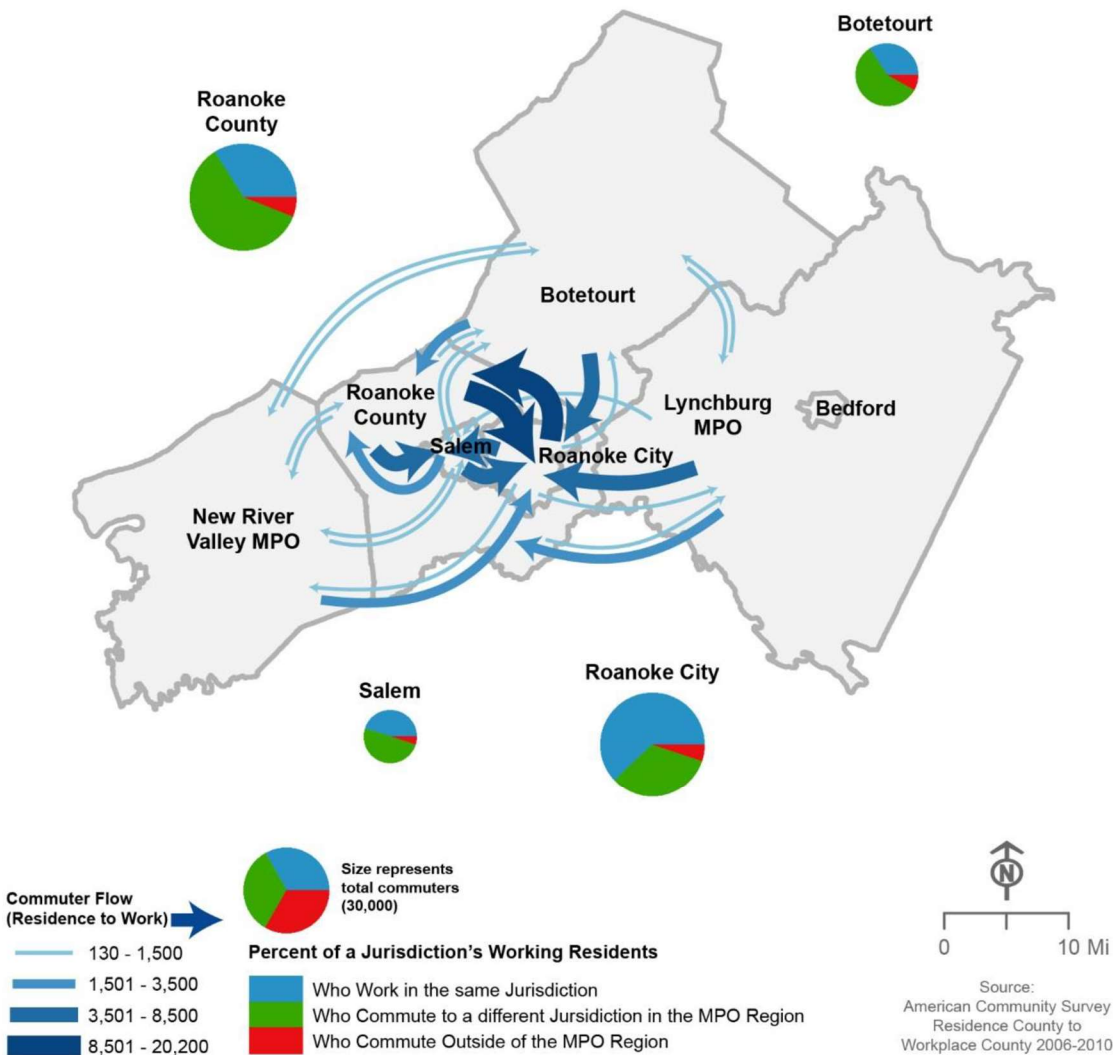 Botetourt
Roanoke
County
Botetourt
Roanoke
County
Lynchburg
MPO
Bedford
Salem
Roanoke City
New River
Valley MPO
Salem
Roanoke City
Size represents
total commuters
(30,000)
Commuter Flow
(Residence to Work)
130 - 1,500
1,501 - 3,500
3,501 - 8,500
8,501 - 20,200
Percent of a Jurisdiction's Working Residents
Who Work in the same Jurisdiction
Who Commute to a different Jursidiction in the MPO Region
Who Commute Outside of the MPO Region
N
0 10 Mi
Source:
American Community Survey
Residence County to
Workplace County 2006-2010